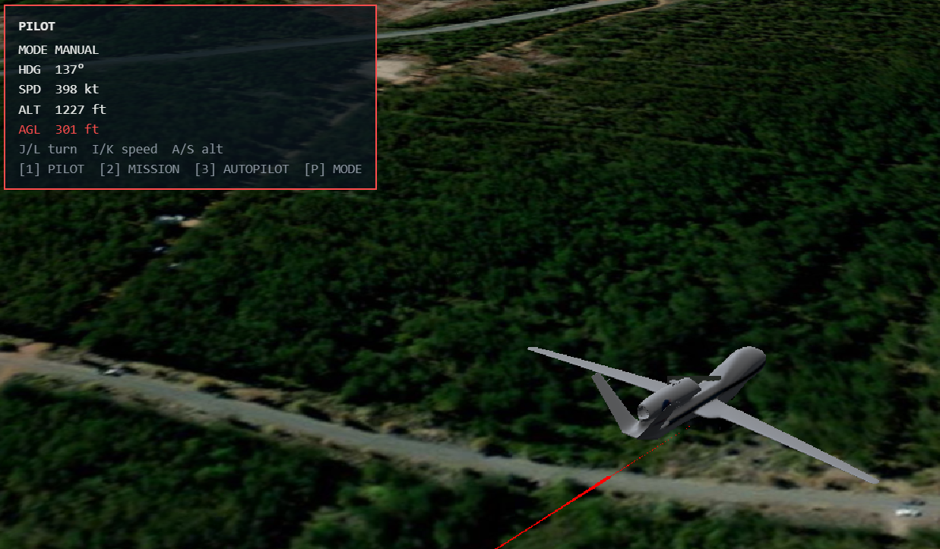 PILOT
MODE MANUAL
HDG 137°
SPD 398 kt
ALT 1227 ft
AGL 301 ft
J/L turn I/K speed A/S alt
[1] PILOT [2] MISSION [3] AUTOPILOT [P] MODE